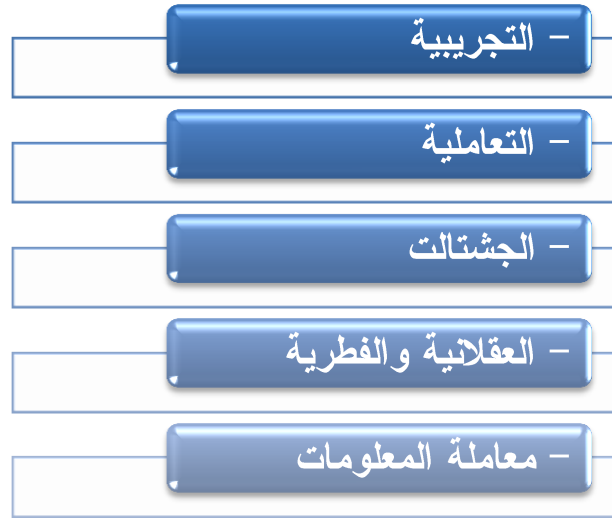 – التجريبية
– التعاملية
– الجشتالت
– العقلانية والفطرية
– معاملة المعلومات